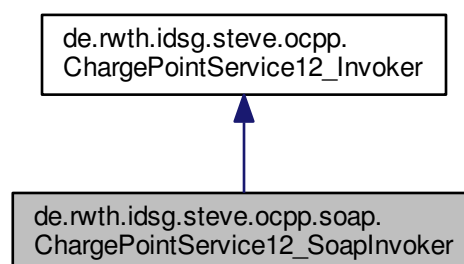 de.rwth.idsg.steve.ocpp.
ChargePointService12_Invoker
de.rwth.idsg.steve.ocpp.soap.
ChargePointService12_SoapInvoker